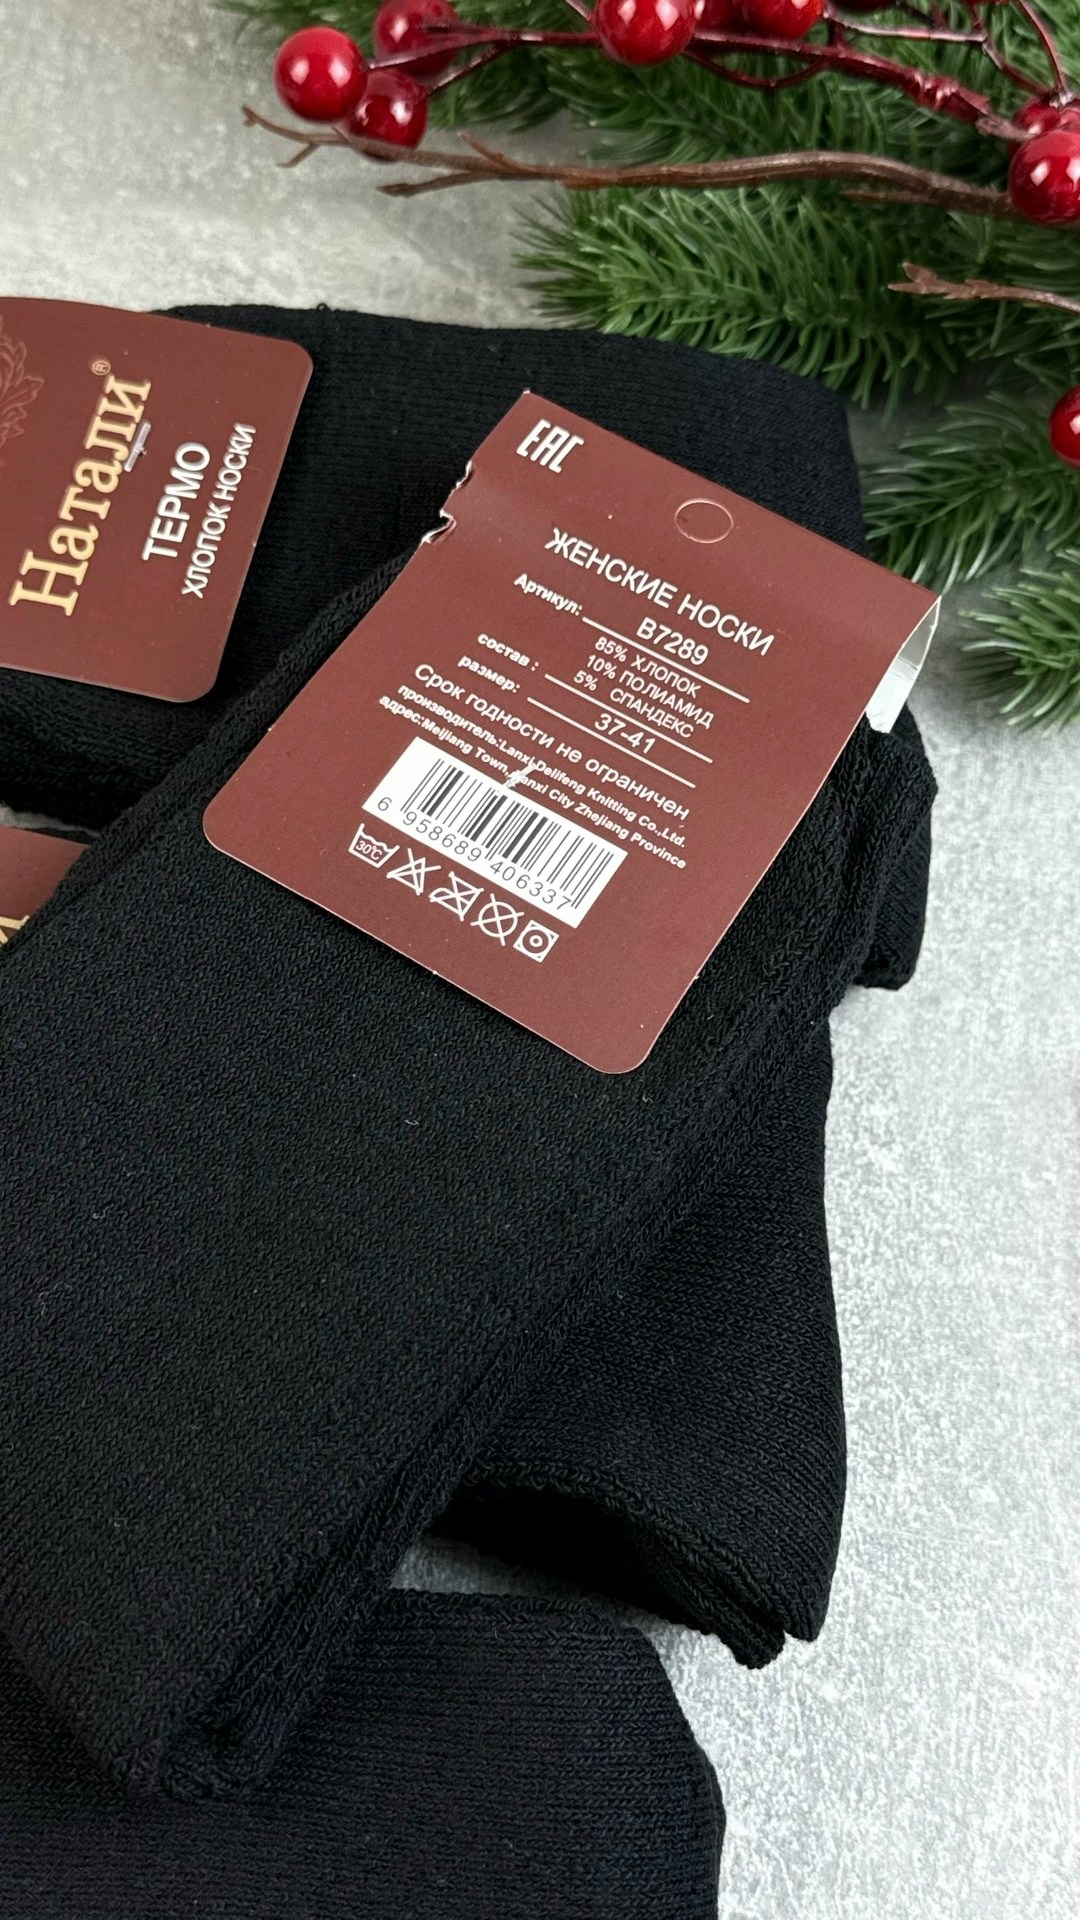 Натали®
ТЕРМО
ХЛОПОК НОСКИ
EAC
ЖЕНСКИЕ НОСКИ
Артикул: B7289
состав : 85% ХЛОПОК
10% ПОЛИАМИД
5% СПАНДЕКС
размер: 37-41
Срок годности не ограничен
производитель:Lanxi Delifeng Knitting Co.,Ltd.
адрес:Meijiang Town, Lanxi City Zhejiang Province
6 958689 406337
30℃